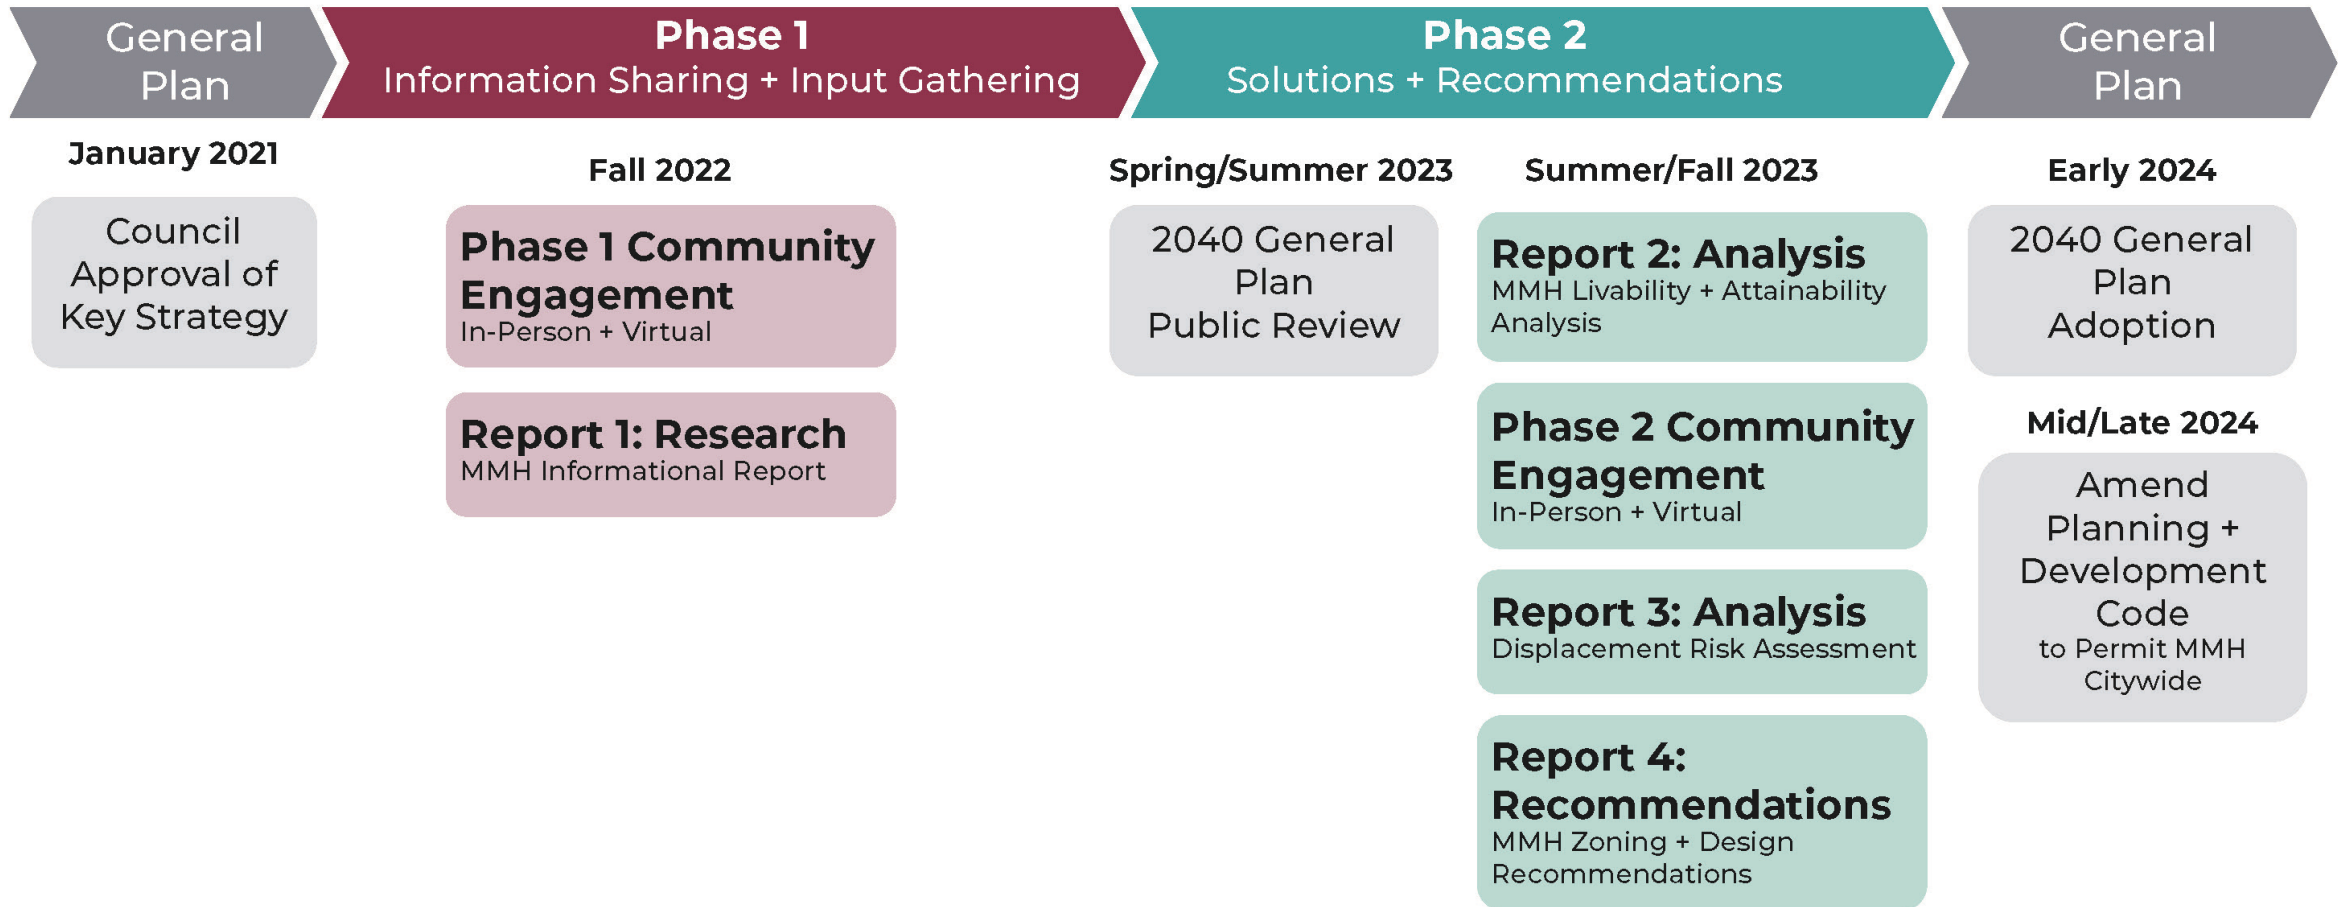 General
Plan
Phase 1
Information Sharing + Input Gathering
Phase 2
Solutions + Recommendations
General
Plan
January 2021
Council
Approval of
Key Strategy
Fall 2022
Phase 1 Community
Engagement
In-Person + Virtual
Report 1: Research
MMH Informational Report
Spring/Summer 2023
2040 General
Plan
Public Review
Summer/Fall 2023
Report 2: Analysis
MMH Livability + Attainability
Analysis
Phase 2 Community
Engagement
In-Person + Virtual
Report 3: Analysis
Displacement Risk Assessment
Report 4:
Recommendations
MMH Zoning + Design
Recommendations
Early 2024
2040 General
Plan
Adoption
Mid/Late 2024
Amend
Planning +
Development
Code
to Permit MMH
Citywide